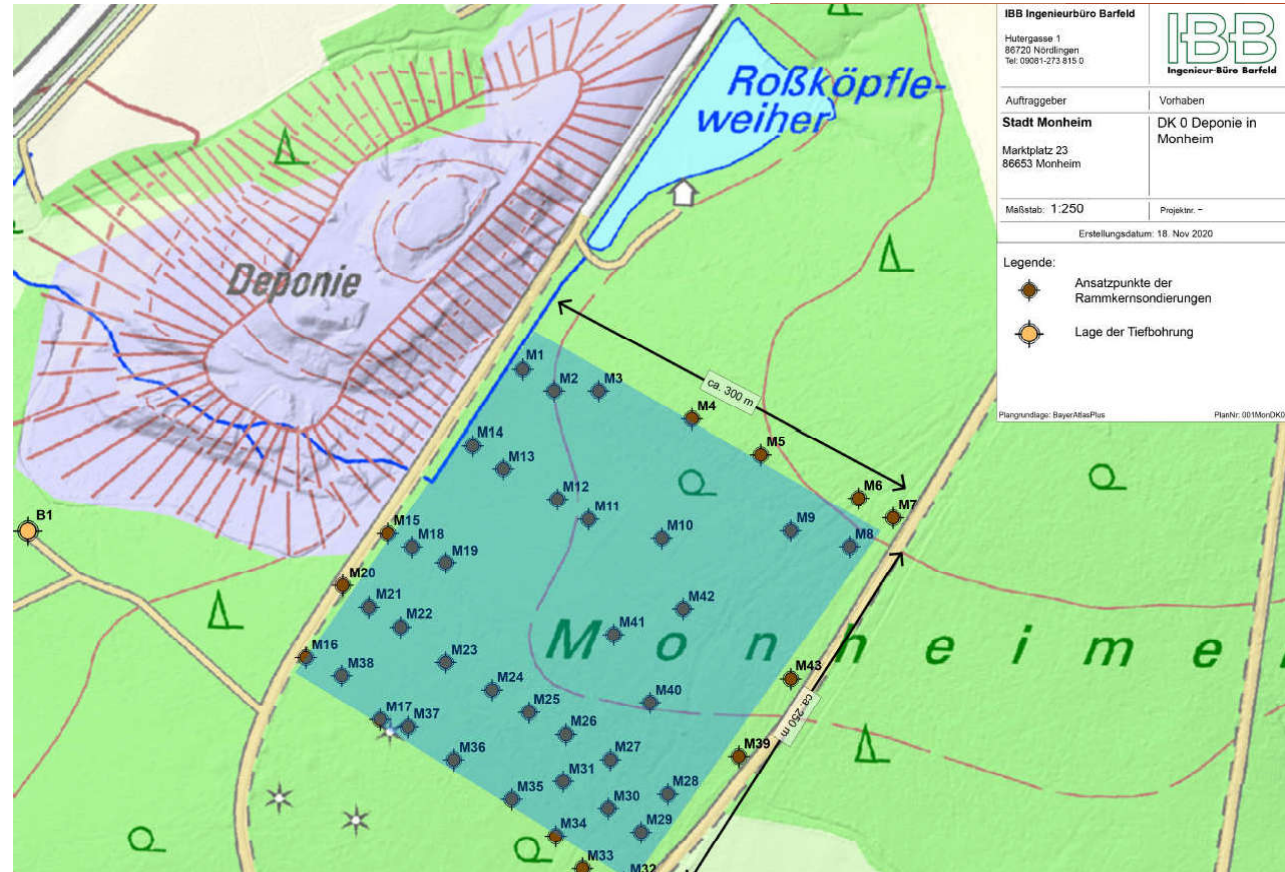 IBB Ingenieurbüro Barfeld
Hutergasse 1
86720 Nördlingen
Tel: 09081-273 815 0
IBB
Ingenieur-Büro Barfeld
Auftraggeber
Vorhaben
Stadt Monheim
Marktplatz 23
86653 Monheim
DK 0 Deponie in
Monheim
Maßstab: 1:250
Projektnr. -
Erstellungsdatum: 18. Nov 2020
Legende:
Ansatzpunkte der
Rammkernsondierungen
Lage der Tiefbohrung
Plangrundlage: BayerAtlasPlus
PlanNr: 001MonDK0
Roßköpfle-
weiher
Deponie
ca. 300 m
M1
M2
M3
M4
M5
M6
M7
M14
M13
M12
M11
M10
M9
M8
B1
M15
M18
M19
M20
M21
M22
M42
M41
Monheimer
M16
M38
M23
M24
M25
M40
M43
ca. 250 m
M17
M37
M26
M36
M27
M39
M31
M35
M30
M28
M29
M34
M33
M32